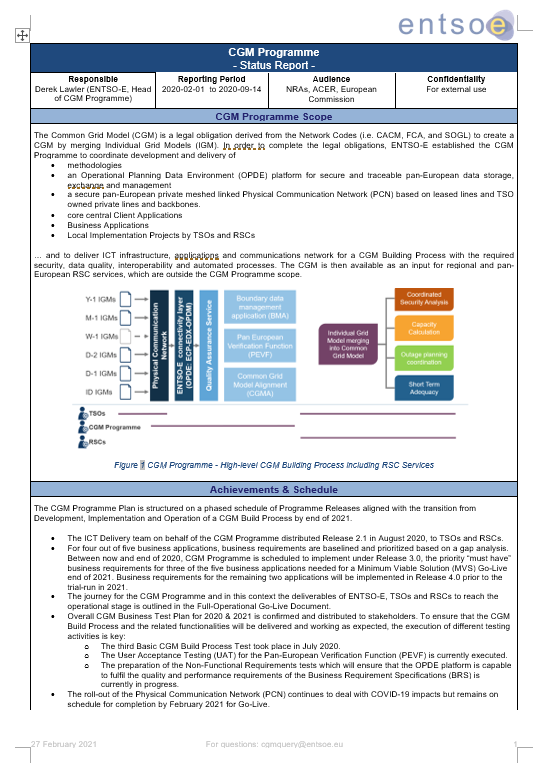 entsoe
CGM Programme
- Status Report -
Responsible
Derek Lawler (ENTSO-E, Head
of CGM Programme)
Reporting Period
2020-02-01 to 2020-09-14
Audience
NRAs, ACER, European
Commission
Confidentiality
For external use
CGM Programme Scope
The Common Grid Model (CGM) is a legal obligation derived from the Network Codes (i.e. CACM, FCA, and SOGL) to create a
CGM by merging Individual Grid Models (IGM). In order to complete the legal obligations, ENTSO-E established the CGM
Programme to coordinate development and delivery of
• methodologies
• an Operational Planning Data Environment (OPDE) platform for secure and traceable pan-European data storage,
exchange and management
• a secure pan-European private meshed linked Physical Communication Network (PCN) based on leased lines and TSO
owned private lines and backbones.
• core central Client Applications
• Business Applications
• Local Implementation Projects by TSOs and RSCs
... and to deliver ICT infrastructure, applications and communications network for a CGM Building Process with the required
security, data quality, interoperability and automated processes. The CGM is then available as an input for regional and pan-
European RSC services, which are outside the CGM Programme scope.
Y-1 IGMs
M-1 IGMs
W-1 IGMs
D-2 IGMs
D-1 IGMs
ID IGMs
Physical Communication
Network
ENTSO-E connectivity layer
(OPDE: ECP-EDX-OPDM)
Quality Assurance Service
Boundary data
management
application (BMA)
Pan European
Verification Function
(PEVF)
Common Grid
Model Alignment
(CGMA)
Individual Grid
Model merging
into Common
Grid Model
Coordinated
Security Analysis
Capacity
Calculation
Outage planning
coordination
Short Term
Adequacy
TSOs
CGM Programme
RSCs
Figure 1 CGM Programme - High-level CGM Building Process including RSC Services
Achievements & Schedule
The CGM Programme Plan is structured on a phased schedule of Programme Releases aligned with the transition from
Development, Implementation and Operation of a CGM Build Process by end of 2021.
• The ICT Delivery team on behalf of the CGM Programme distributed Release 2.1 in August 2020, to TSOs and RSCs.
• For four out of five business applications, business requirements are baselined and prioritized based on a gap analysis.
Between now and end of 2020, CGM Programme is scheduled to implement under Release 3.0, the priority “must have”
business requirements for three of the five business applications needed for a Minimum Viable Solution (MVS) Go-Live
end of 2021. Business requirements for the remaining two applications will be implemented in Release 4.0 prior to the
trial-run in 2021.
• The journey for the CGM Programme and in this context the deliverables of ENTSO-E, TSOs and RSCs to reach the
operational stage is outlined in the Full-Operational Go-Live Document.
• Overall CGM Business Test Plan for 2020 & 2021 is confirmed and distributed to stakeholders. To ensure that the CGM
Build Process and the related functionalities will be delivered and working as expected, the execution of different testing
activities is key:
o The third Basic CGM Build Process Test took place in July 2020.
o The User Acceptance Testing (UAT) for the Pan-European Verification Function (PEVF) is currently executed.
o The preparation of the Non-Functional Requirements tests which will ensure that the OPDE platform is capable
to fulfil the quality and performance requirements of the Business Requirement Specifications (BRS) is
currently in progress.
• The roll-out of the Physical Communication Network (PCN) continues to deal with COVID-19 impacts but remains on
schedule for completion by February 2021 for Go-Live.
27 February 2021
For questions: cgmquery@entsoe.eu
1